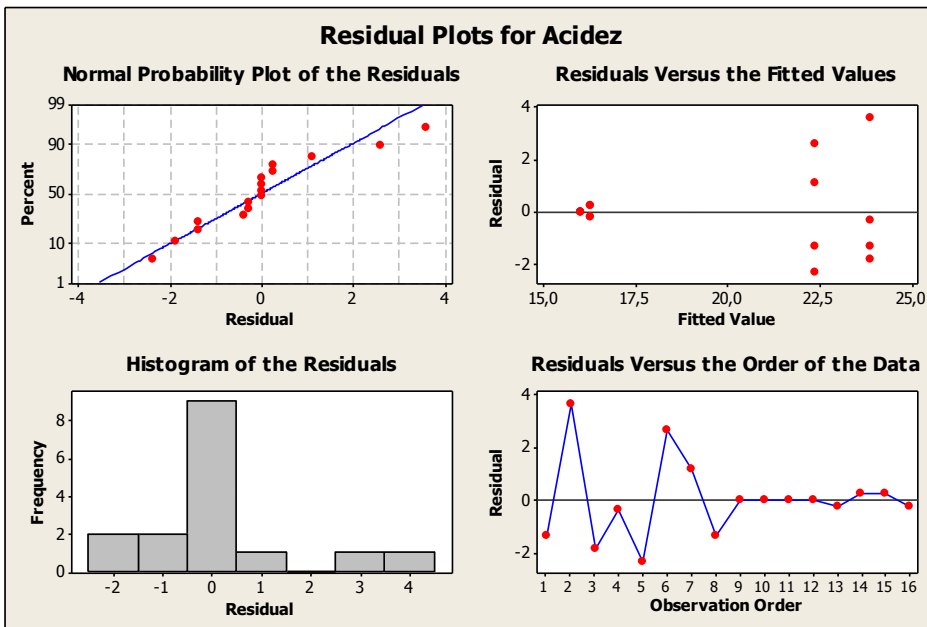 Residual Plots for Acidez
Normal Probability Plot of the Residuals
99
90
50
10
1
Percent
-4 -2 0 2 4
Residual
Residuals Versus the Fitted Values
4
2
0
-2
Residual
15,0 17,5 20,0 22,5 25,0
Fitted Value
Histogram of the Residuals
8
6
4
2
0
Frequency
-2 -1 0 1 2 3 4
Residual
Residuals Versus the Order of the Data
4
2
0
-2
Residual
1 2 3 4 5 6 7 8 9 10 11 12 13 14 15 16
Observation Order